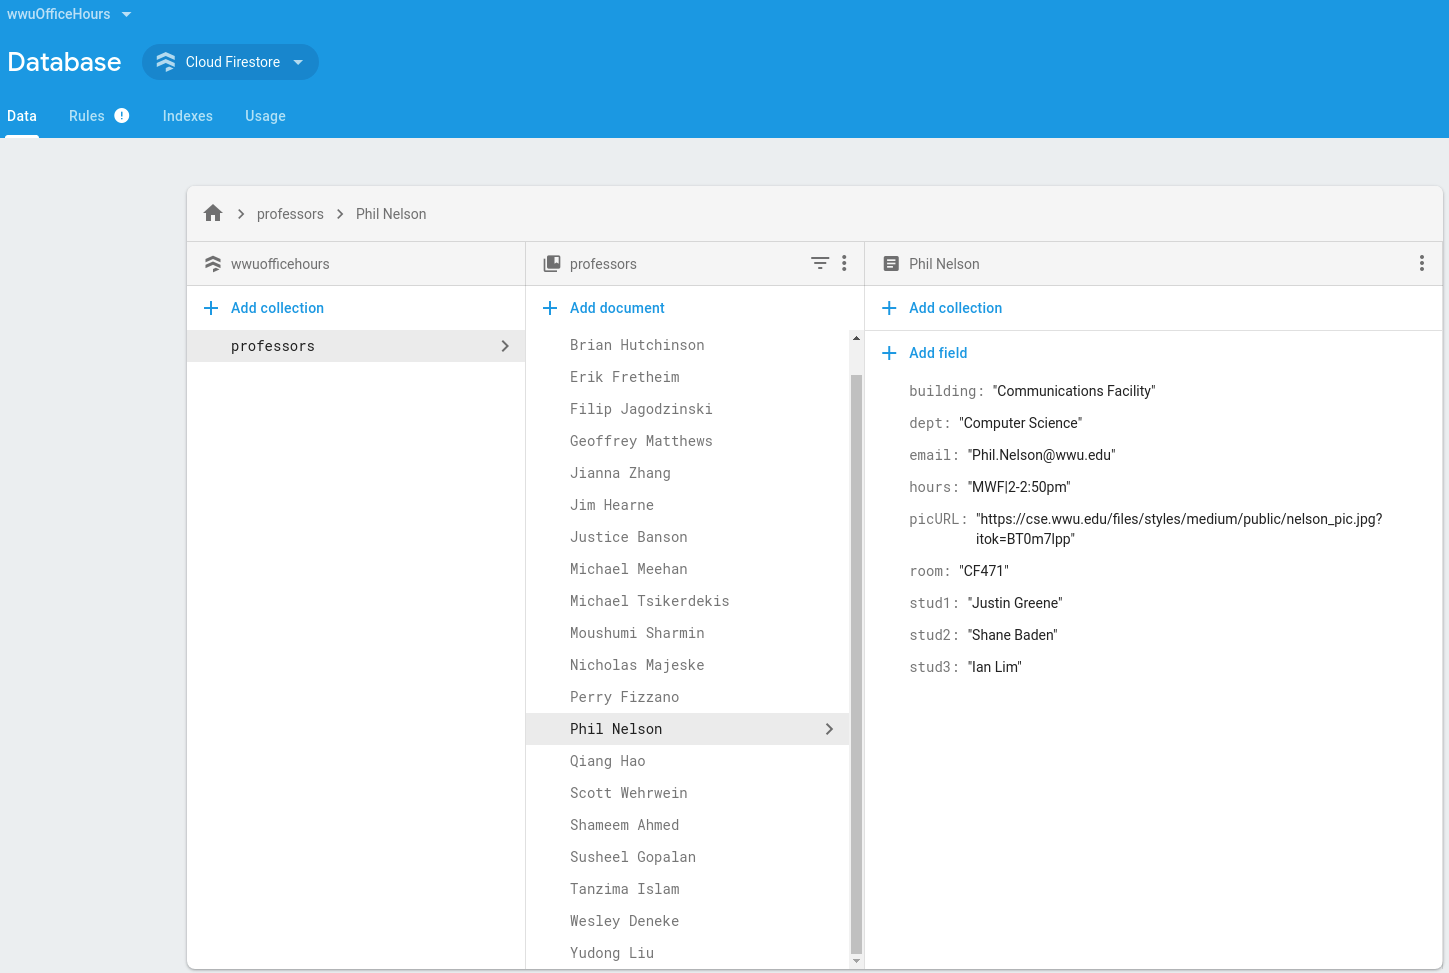 wwuOfficeHours
Database
Cloud Firestore
Data Rules ! Indexes Usage
professors Phil Nelson
wwuofficehours
Add collection
professors
professors
Add document
Brian Hutchinson
Erik Fretheim
Filip Jagodzinski
Geoffrey Matthews
Jianna Zhang
Jim Hearne
Justice Banson
Michael Meehan
Michael Tsikerdekis
Moushumi Sharmin
Nicholas Majeske
Perry Fizzano
Phil Nelson
Qiang Hao
Scott Wehrwein
Shameem Ahmed
Susheel Gopalan
Tanzima Islam
Wesley Deneke
Yudong Liu
Phil Nelson
Add collection
Add field
building: "Communications Facility"
dept: "Computer Science"
email: "Phil.Nelson@wwu.edu"
hours: "MWF|2-2:50pm"
picURL: "https://cse.wwu.edu/files/styles/medium/public/nelson_pic.jpg?
itok=BT0m7lpp"
room: "CF471"
stud1: "Justin Greene"
stud2: "Shane Baden"
stud3: "Ian Lim"